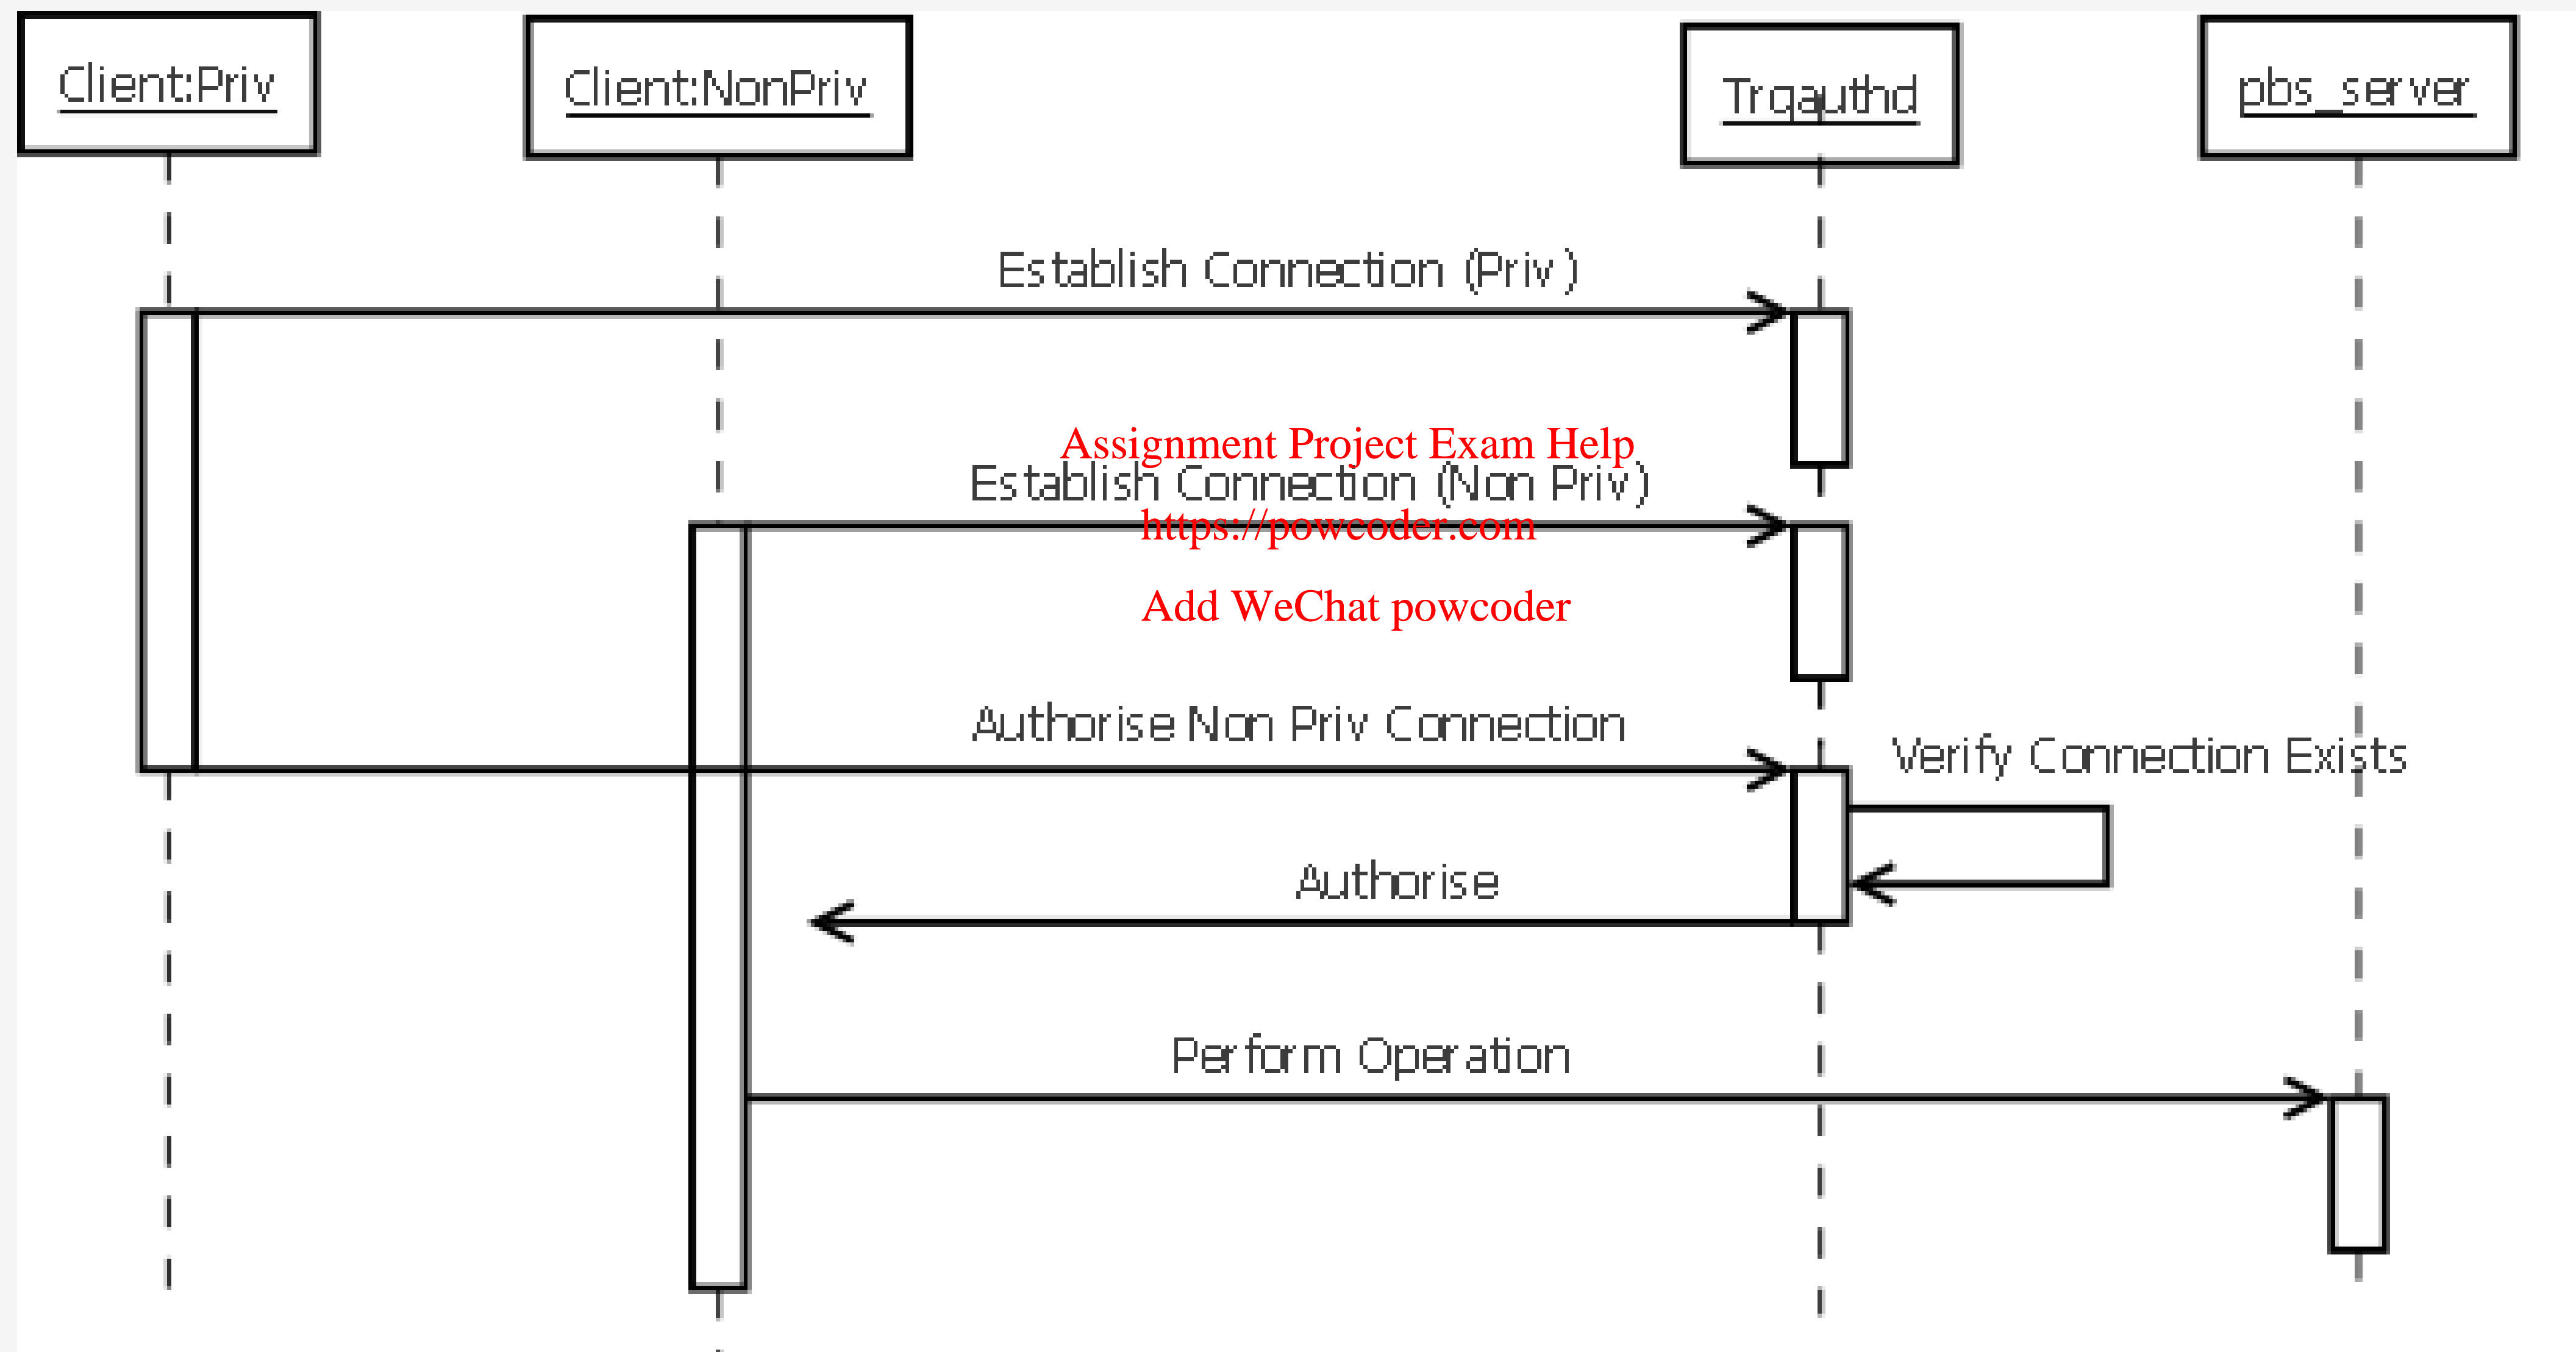 Client:Priv
Client:NonPriv
Trqauthd
pbs_server
Establish Connection (Priv)
Assignment Project Exam Help
Establish Connection (Non Priv)
https://powcoder.com
Add WeChat powcoder
Authorise Non Priv Connection
Verify Connection Exists
Authorise
Perform Operation